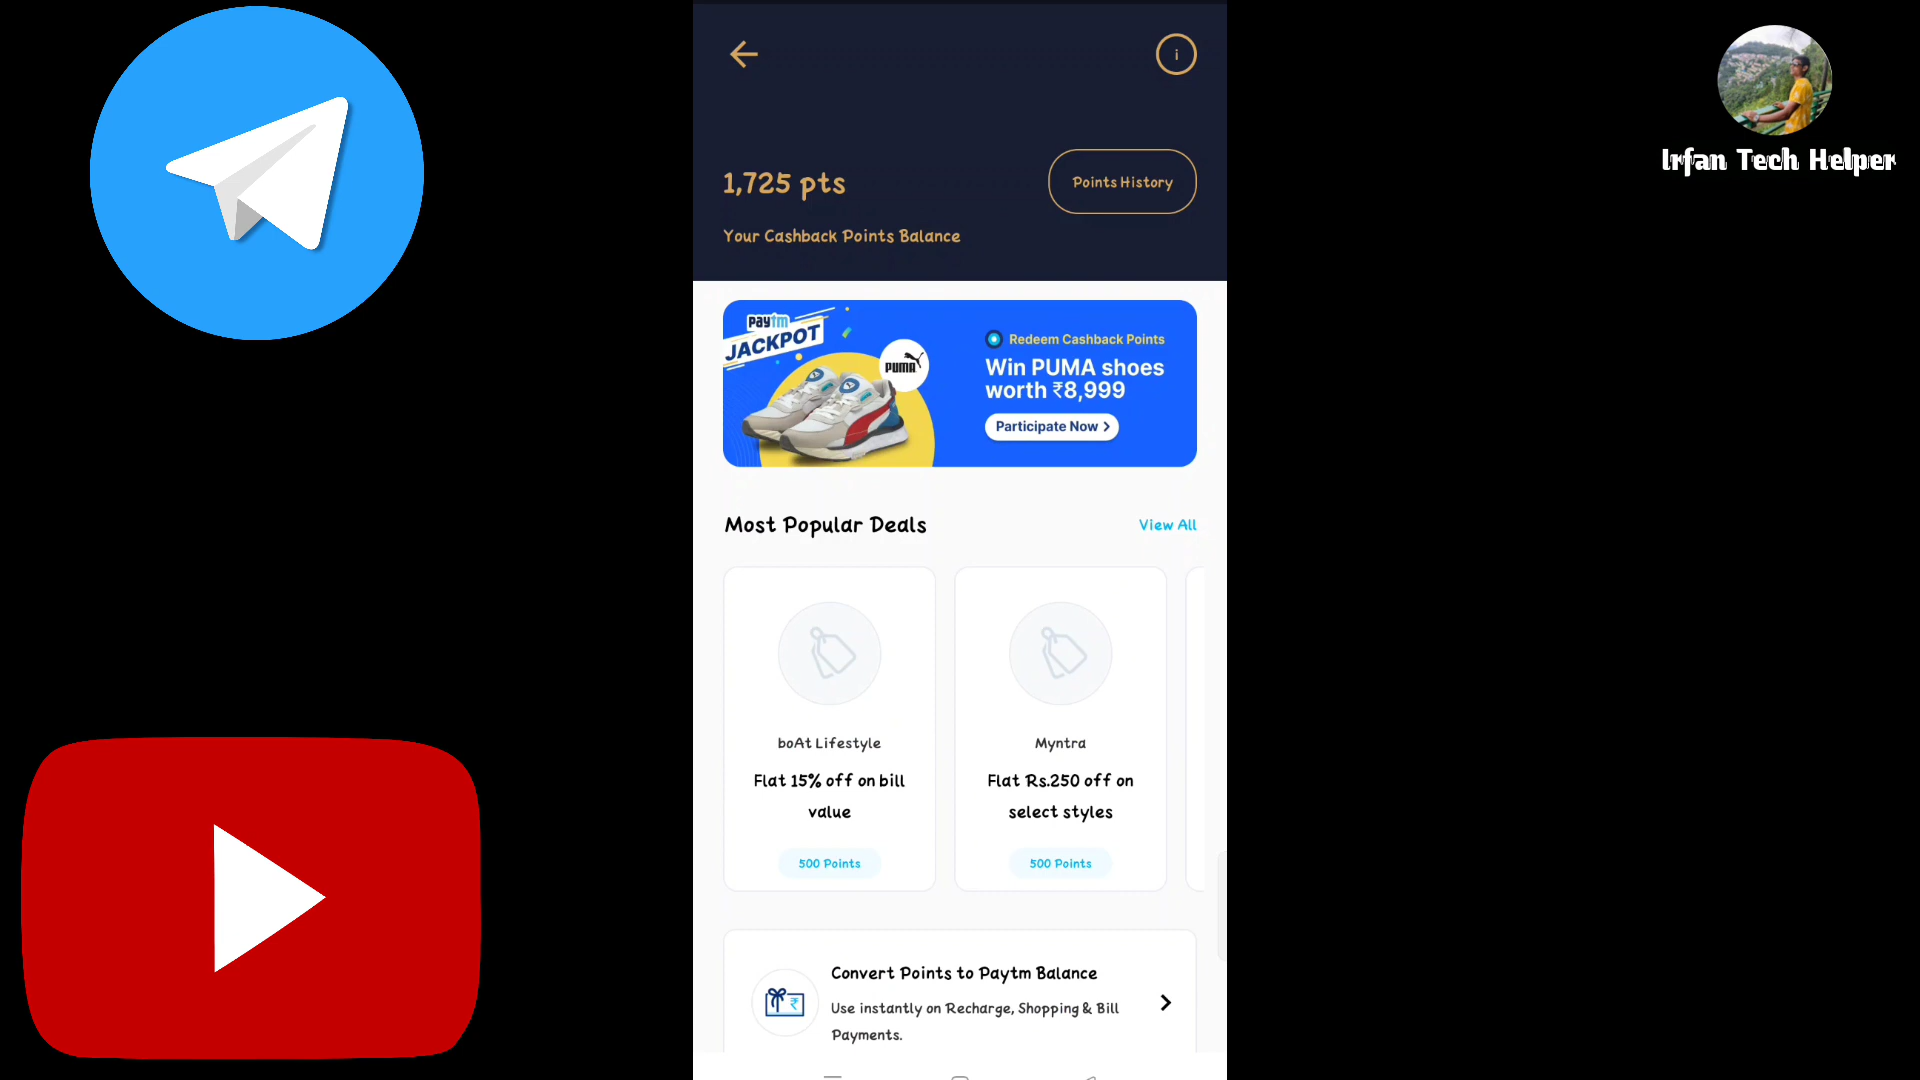 i
Irfan Tech Helper
1,725 pts
Points History
Your Cashback Points Balance
paytm
JACKPOT
PUMA
Redeem Cashback Points
Win PUMA shoes
worth ₹8,999
Participate Now >
Most Popular Deals
View All
boAt Lifestyle
Flat 15% off on bill
value
500 Points
Myntra
Flat Rs.250 off on
select styles
500 Points
Convert Points to Paytm Balance
Use instantly on Recharge, Shopping & Bill
Payments.